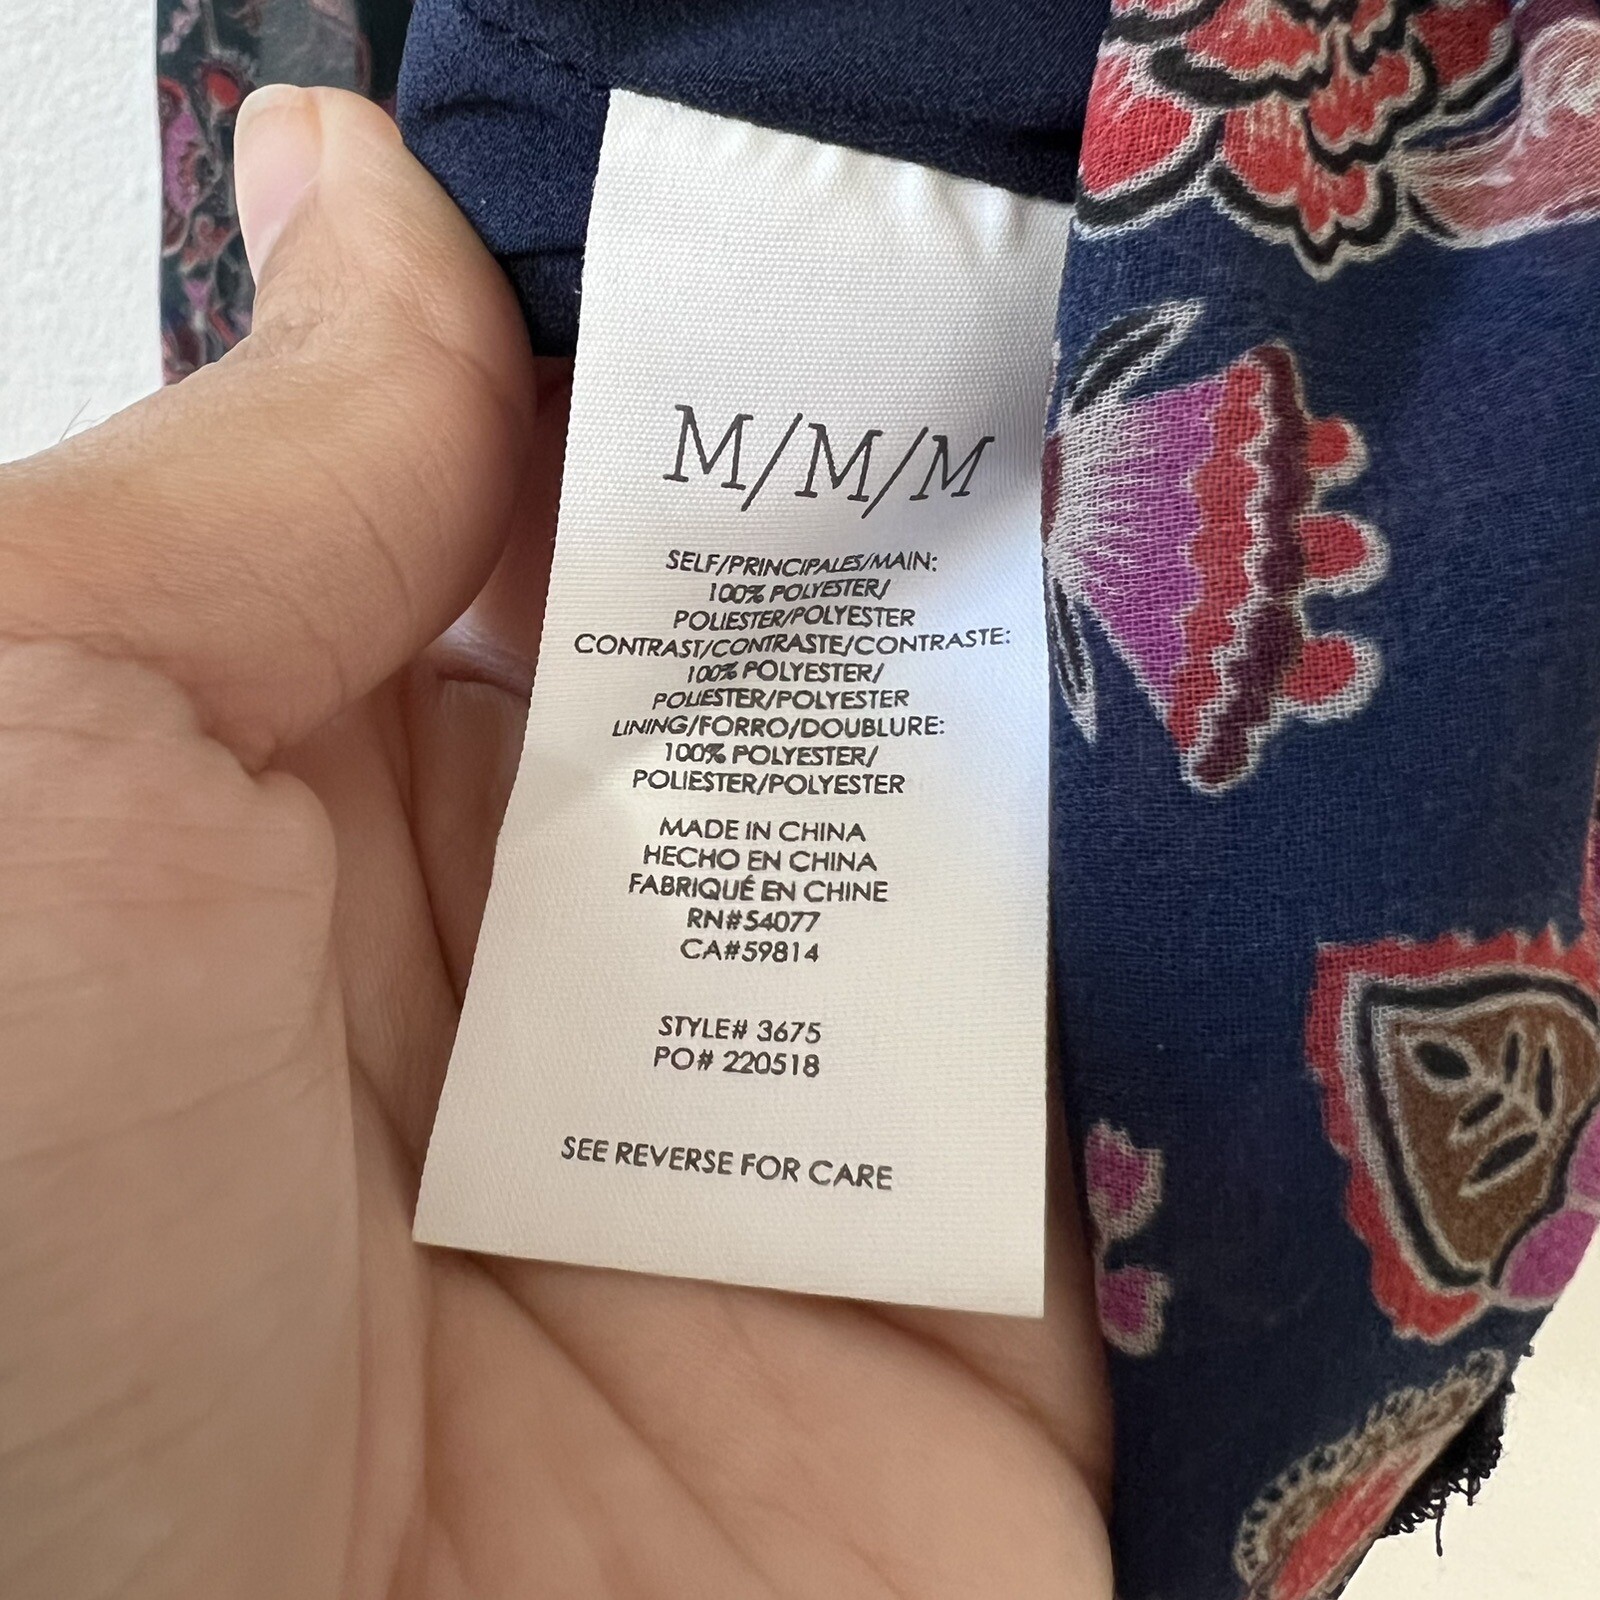 M/M/M
SELF/PRINCIPALES/MAIN:
100% POLYESTER/
POLIESTER/POLYESTER
CONTRAST/CONTRASTE/CONTRASTE:
100% POLYESTER/
POLIESTER/POLYESTER
LINING/FORRO/DOUBLURE:
100% POLYESTER/
POLIESTER/POLYESTER
MADE IN CHINA
HECHO EN CHINA
FABRIQUÉ EN CHINE
RN#54077
CA#59814
STYLE# 3675
PO# 220518
SEE REVERSE FOR CARE